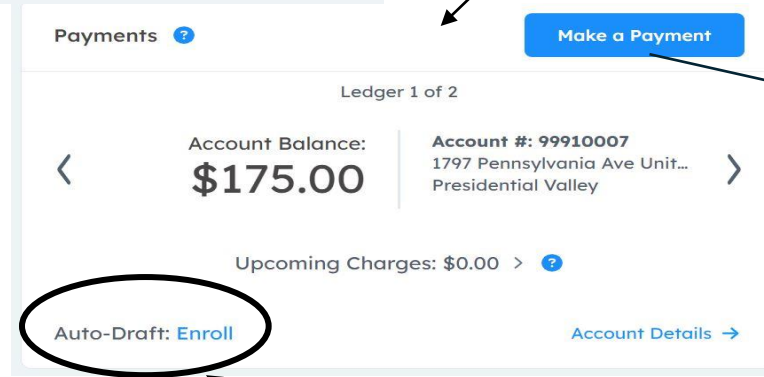 Payments ?
Make a Payment
Ledger 1 of 2
Account Balance:
$175.00
Account #: 99910007
1797 Pennsylvania Ave Unit...
Presidential Valley
Upcoming Charges: $0.00 > ?
Auto-Draft: Enroll
Account Details →